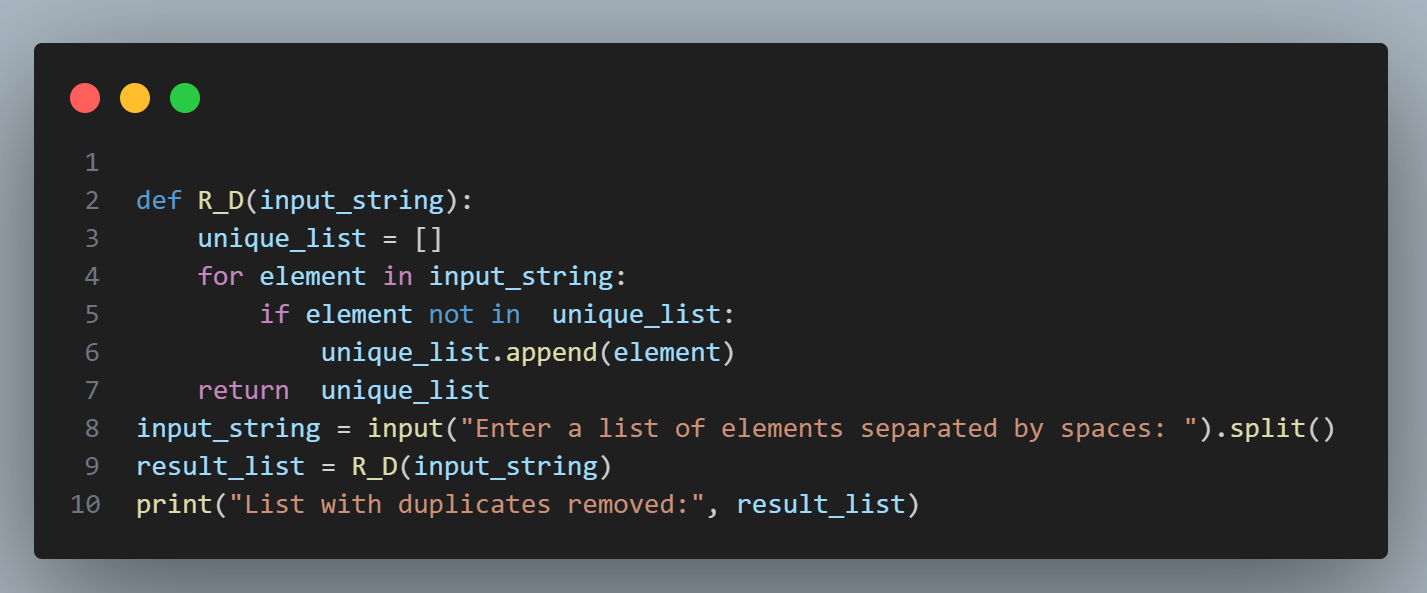 1
2 def R_D(input_string):
3     unique_list = []
4     for element in input_string:
5         if element not in  unique_list:
6             unique_list.append(element)
7     return  unique_list
8 input_string = input("Enter a list of elements separated by spaces: ").split()
9 result_list = R_D(input_string)
10 print("List with duplicates removed:", result_list)